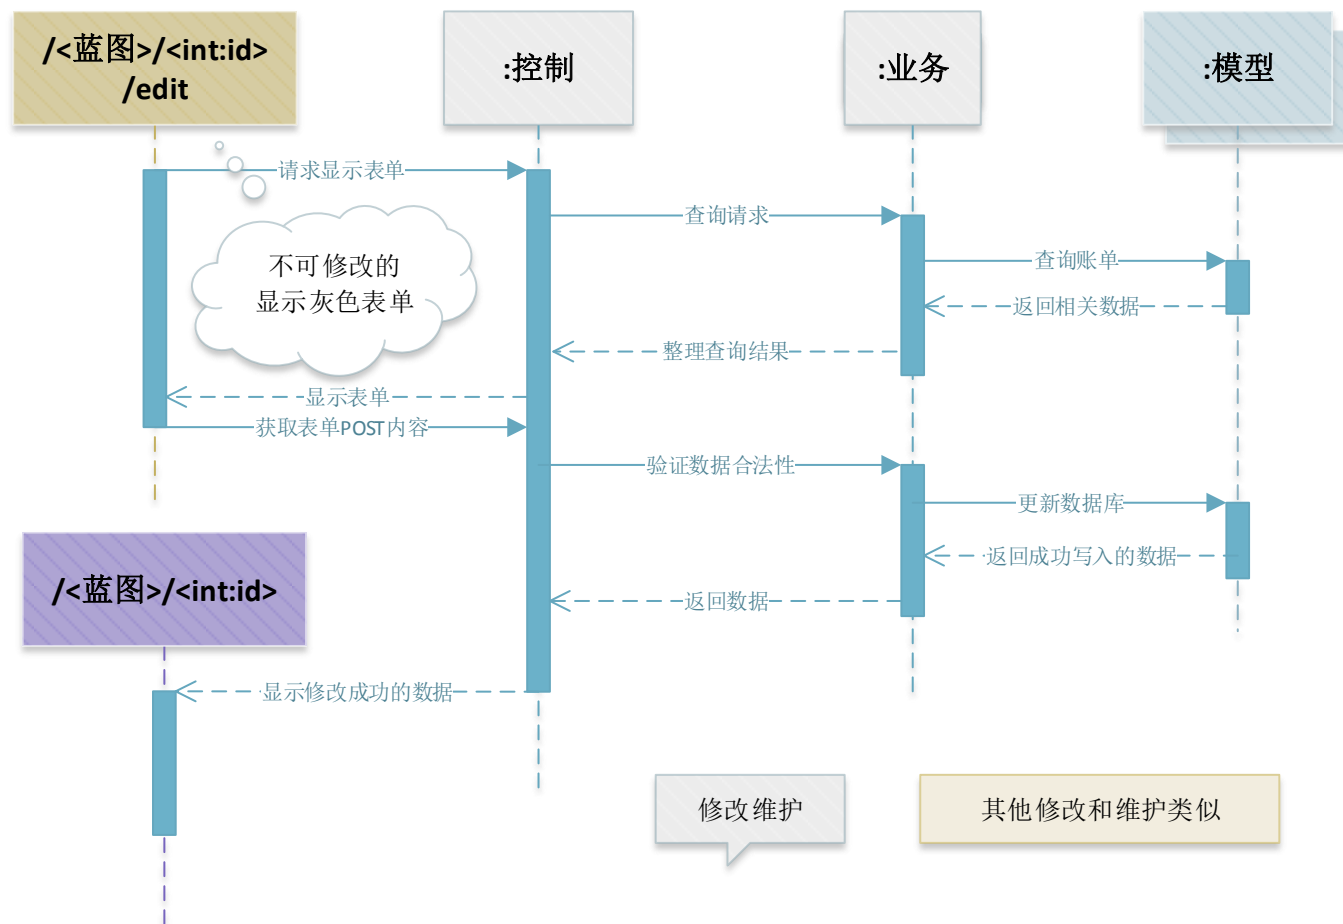 /<蓝图>/<int:id>
/edit
:控制
:业务
:模型
请求显示表单
查询请求
不可修改的
显示灰色表单
查询账单
返回相关数据
整理查询结果
显示表单
获取表单POST内容
验证数据合法性
更新数据库
返回成功写入的数据
/<蓝图>/<int:id>
返回数据
显示修改成功的数据
修改维护
其他修改和维护类似